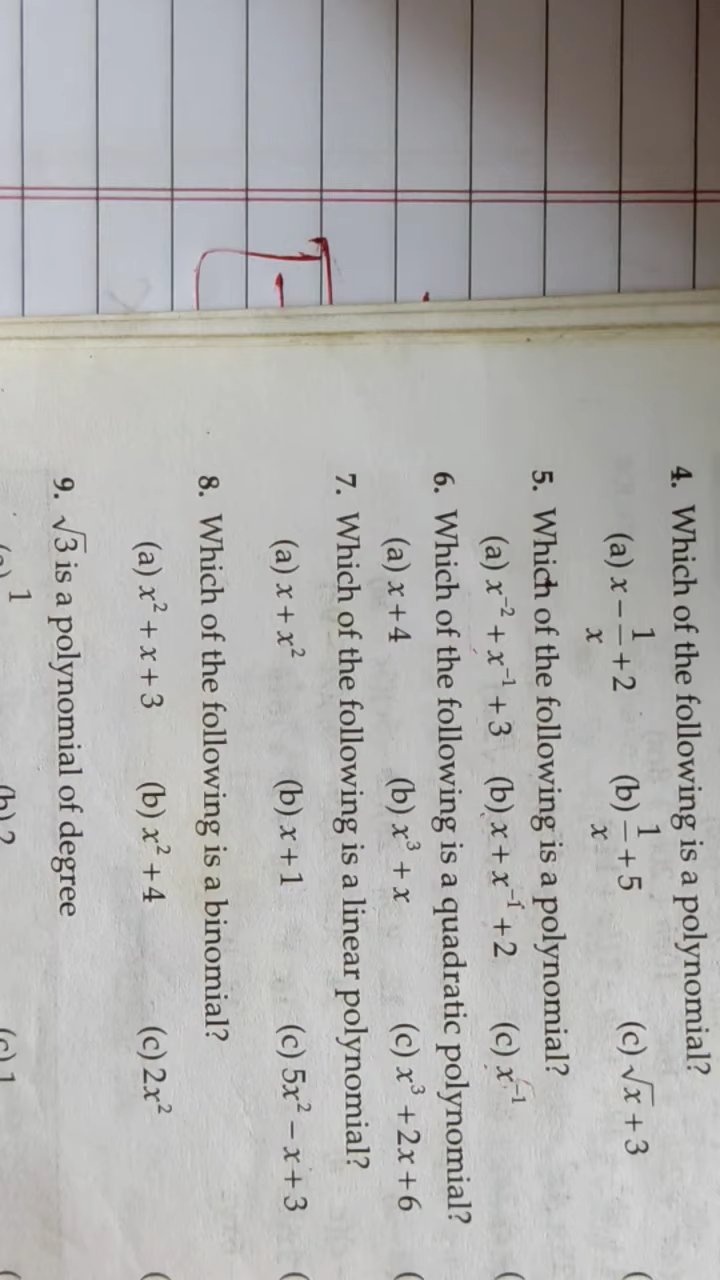 4. Which of the following is a polynomial?
(a) x − 1/x + 2 (b) 1/x + 5 (c) √x + 3 (
5. Which of the following is a polynomial?
(a) x⁻² + x⁻¹ + 3 (b) x + x⁻¹ + 2 (c) x⁻¹ (
6. Which of the following is a quadratic polynomial?
(a) x + 4 (b) x³ + x (c) x³ + 2x + 6 (
7. Which of the following is a linear polynomial?
(a) x + x² (b) x + 1 (c) 5x² − x + 3 (
8. Which of the following is a binomial?
(a) x² + x + 3 (b) x² + 4 (c) 2x² (
9. √3 is a polynomial of degree
(a) 1 (b) 2 (c) 1 (